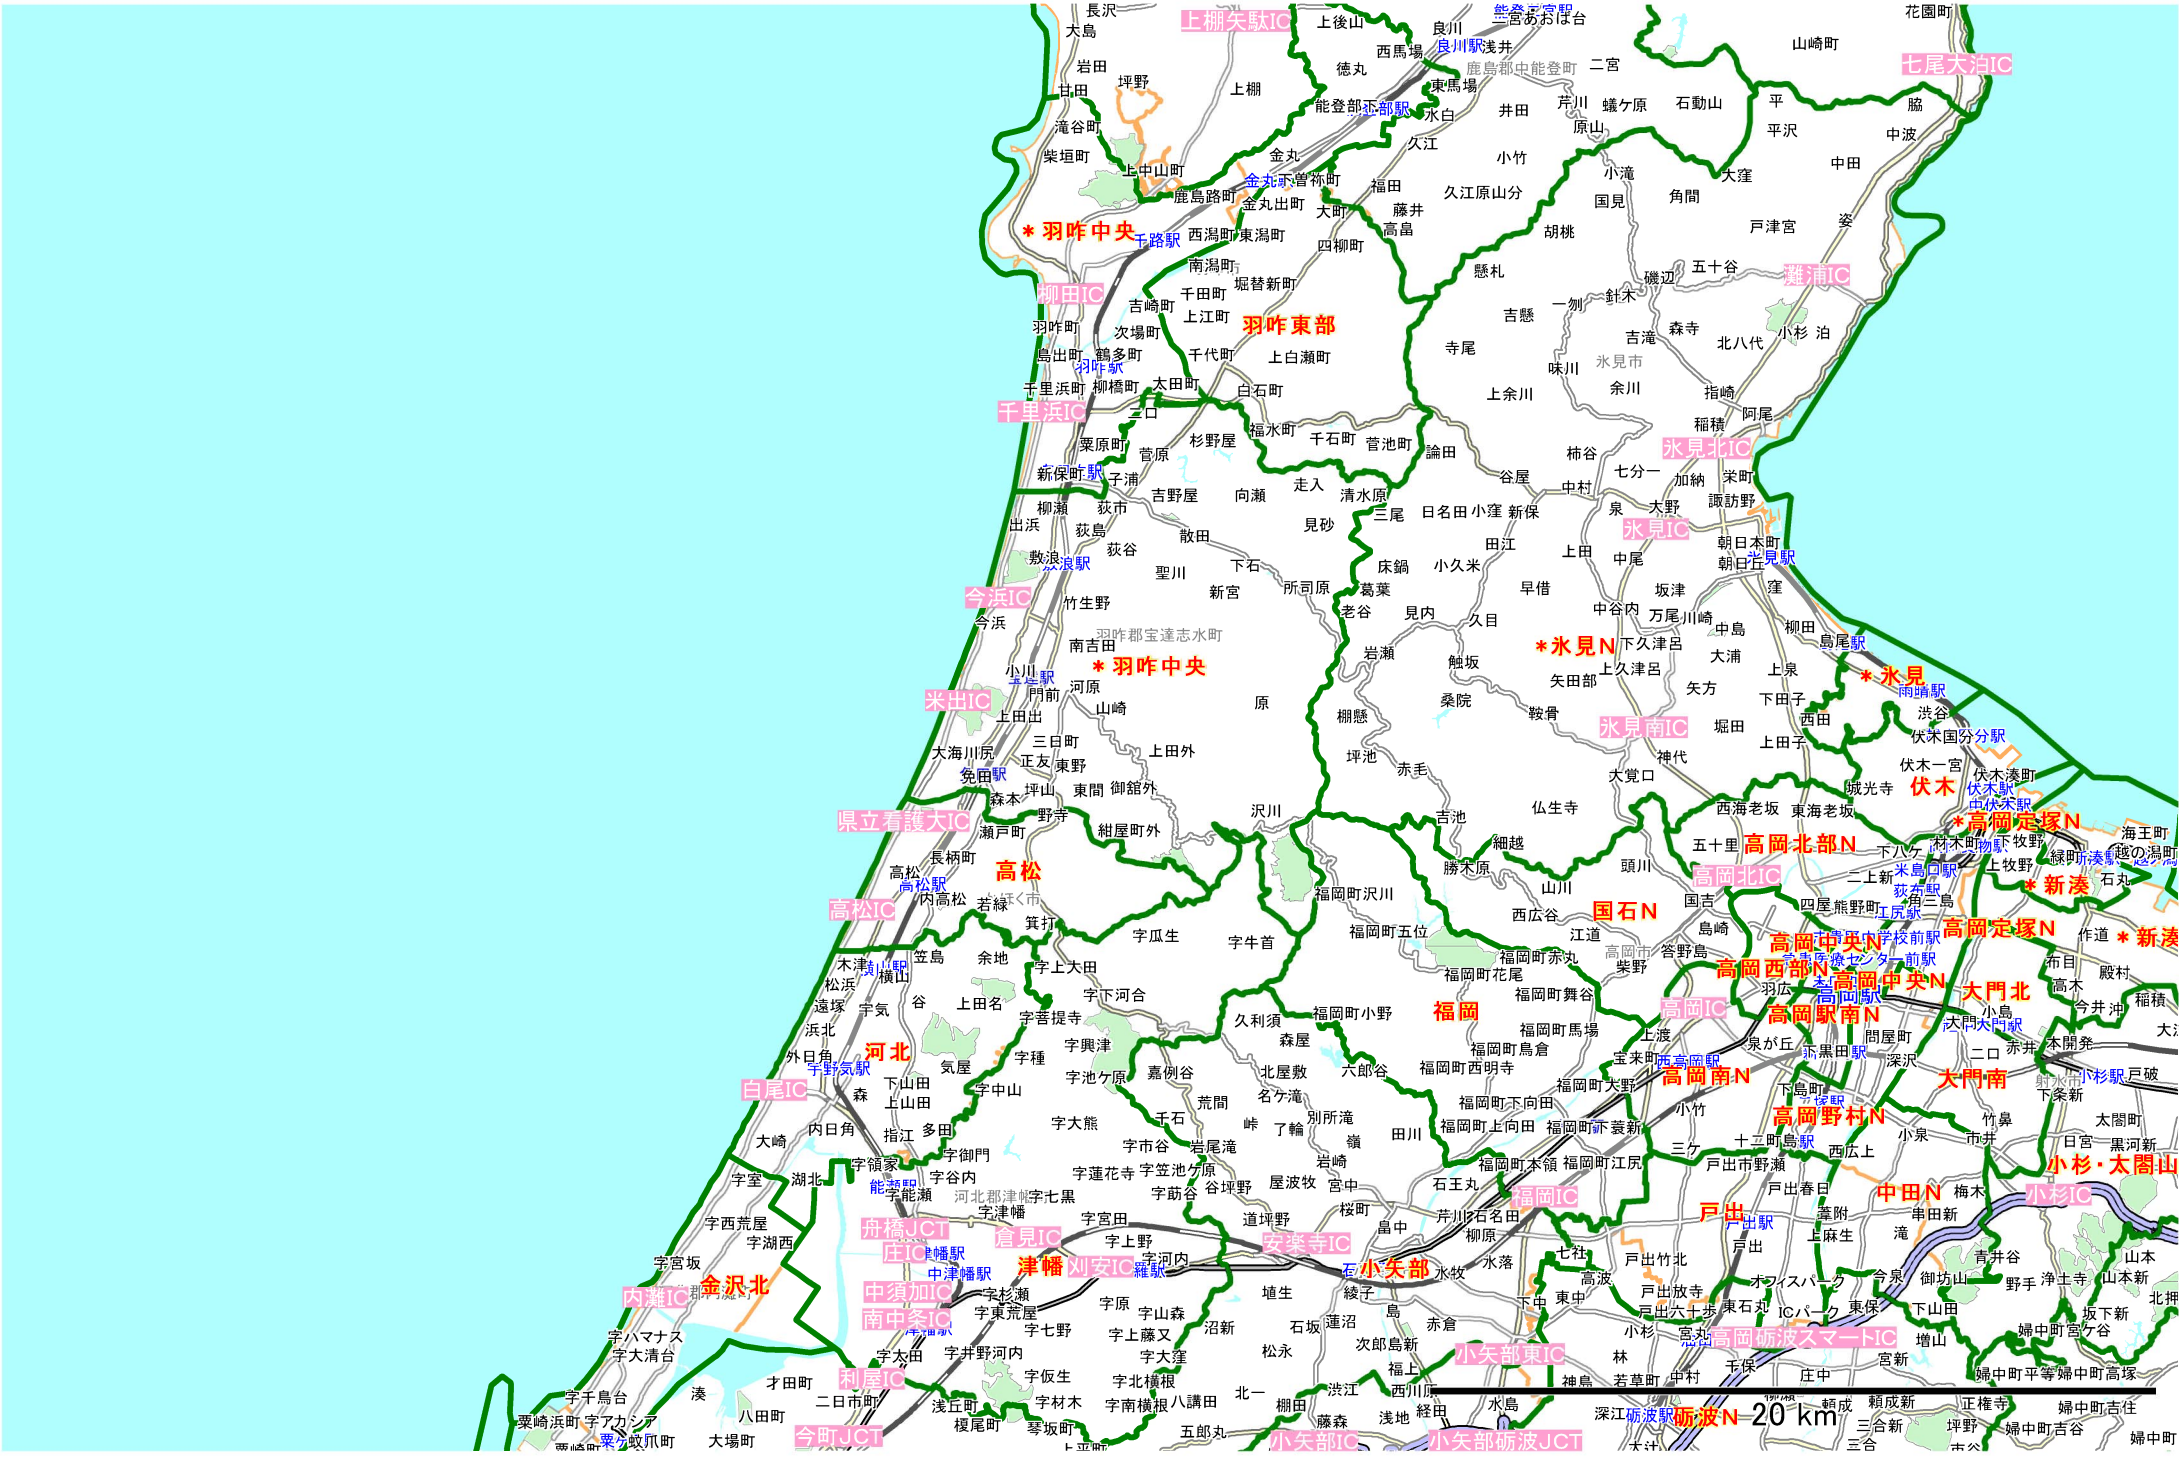 長沢
大島
上棚矢駄IC
上後山
良川
二宮あおば台
花園町
西馬場
良川駅
浅井
山崎町
岩田
坪野
徳丸
鹿島郡中能登町
二宮
七尾大泊IC
甘田
上棚
能登部下
東馬場
水白
井田
芹川
蟻ケ原
石動山
平
脇
滝谷町
原山
平沢
中波
柴垣町
金丸
久江
小竹
中田
上中山町
下曽祢町
福田
久江原山分
小滝
大窪
鹿島路町
金丸出町
大町
藤井
国見
角間
*羽咋中央
千路駅
西潟町
東潟町
四柳町
高畠
胡桃
戸津宮
姿
南潟町
懸札
磯辺
五十谷
灘浦IC
柳田IC
千田町
堀替新町
一刎
針木
吉崎町
上江町
羽咋東部
吉懸
羽咋町
次場町
吉滝
森寺
小杉
泊
島出町
鶴多町
千代町
上白瀬町
寺尾
氷見市
北八代
羽咋駅
味川
千里浜町
柳橋町
太田町
白石町
上余川
余川
指崎
千里浜IC
二口
阿尾
粟原町
菅原
杉野屋
福水町
千石町
菅池町
論田
柿谷
稲積
氷見北IC
新保町
子浦
吉野屋
向瀬
走入
清水原
谷屋
中村
七分一
加納
栄町
柳瀬
荻市
三尾
日名田
小窪
新保
泉
大野
諏訪野
出浜
荻島
散田
見砂
氷見IC
敷浪
荻谷
聖川
下石
床鍋
田江
上田
中尾
朝日本町
氷見駅
朝日丘
今浜IC
竹生野
新宮
所司原
葛葉
小久米
早借
坂津
窪
今浜
老谷
見内
久目
中谷内
万尾
川崎
羽咋郡宝達志水町
中島
柳田
南吉田
*羽咋中央
岩瀬
触坂
*氷見N
下久津呂
大浦
島尾
小川
上久津呂
上泉
*氷見
米出IC
門前
河原
山崎
原
棚懸
桑院
矢田部
矢方
下田子
雨晴駅
上田出
鞍骨
氷見南IC
堀田
西田
渋谷
大海川尻
三日町
上田外
坪池
赤毛
神代
上田子
伏木国分
免田
正友
東野
大覚口
伏木一宮
森本
坪山
東間
御舘外
仏生寺
城光寺
伏木
伏木湊町
伏木駅
県立看護大IC
瀬戸町
野寺
紺屋町外
沢川
吉池
西海老坂
東海老坂
中伏木駅
*高岡定塚N
長柄町
高松
細越
五十里
高岡北部N
海王町
高松
高松駅
勝木原
頭川
高岡北IC
下八ケ
材木町
下牧野
高松IC
内高松
若緑
福岡町沢川
山川
国吉
二上新
米島口駅
上牧野
緑町
越の潟町
箕打
字瓜生
字牛首
西広谷
国石N
四屋
熊野町
荻布駅
角三島
*新湊
石丸
木津
笠島
余地
字上大田
福岡町五位
江道
島崎
江尻駅
高岡定塚N
作道
*新湊
横山
高岡市
答野島
高岡中央N
松浜
福岡町花尾
福岡町赤丸
柴野
高岡西部N
高岡中央N
布目
殿村
遠塚
宇気
谷
上田名
字下河合
福岡
福岡町舞谷
羽広
高岡駅
大門北
高木
浜北
字菩提寺
久利須
福岡町小野
高岡IC
高岡駅南N
小島
今井
沖
稲積
外日角
河北
字興津
森屋
福岡町馬場
上渡
大門
宇野気駅
気屋
字種
福岡町鳥倉
宝来町
泉が丘
問屋町
二口
赤井
本開発
白尾IC
下山田
字中山
字池ケ原
嘉例谷
北屋敷
六郎谷
福岡町西明寺
西高岡駅
高岡南N
下黒田
深沢
大門南
射水市
小杉駅
戸破
森
上山田
荒間
名ケ滝
福岡町大野
下島町
下条新
大崎
内日角
指江
多田
字大熊
千石
峠
了輪
別所滝
福岡町下向田
小竹
高岡野村N
竹鼻
太閤町
字市谷
岩尾滝
嶺
田川
福岡町上向田
下蓑新
三ケ
十二町島
小泉
市井
日宮
黒河新
字領家
字御門
字蓮花寺
字笠池ケ原
岩崎
西広上
字室
湖北
字谷内
福岡町本領
福岡町江尻
戸出市野瀬
小杉・太閤山
能瀬駅
字能瀬
字七黒
字莇谷
谷坪野
屋波牧
宮中
石王丸
福岡IC
戸出春日
中田N
梅木
小杉IC
字西荒屋
舟橋JCT
字津幡
字宮田
道坪野
桜町
畠中
芹川
石名田
戸出
戸出駅
葦附
串田新
字湖西
庄IC
倉見IC
字上野
安楽寺IC
柳原
戸出
上麻生
滝
字宮坂
津幡
刈安IC
字河内
小矢部
水牧
水落
七社
戸出竹北
青井谷
山本
金沢北
中津幡駅
高波
オフィスパーク
今泉
御坊山
野手
浄土寺
山本新
内灘IC
中須加IC
字杉瀬
字原
埴生
綾子
下中
東中
戸出放寺
南中条IC
字東荒屋
字山森
島
戸出六十歩
東石丸
ICパーク
東保
下山田
坂下新
北押
字ハマナス
字七野
字上藤又
沼新
石坂
蓮沼
赤倉
小杉
宮丸
高岡砺波スマートIC
増山
婦中町宮ケ谷
字大清台
字太田
字井野河内
字大窪
松永
次郎島新
小矢部東IC
林
千保
宮新
利屋IC
字仮生
字北横根
福上
神島
若草町
中村
庄中
婦中町平等
婦中町高塚
字千鳥台
湊
才田町
二日市町
浅丘町
字材木
字南横根
八講田
北一
渋江
西川原
水島
頼成
頼成新
正権寺
粟崎浜町
字アカシア
八田町
榎尾町
琴坂町
棚田
藤森
浅地
経田
深江
砺波駅
砺波N
20 km
三合新
坪野
婦中町吉住
蚊爪町
大場町
今町JCT
五郎丸
小矢部IC
小矢部砺波JCT
婦中町吉谷
婦中町